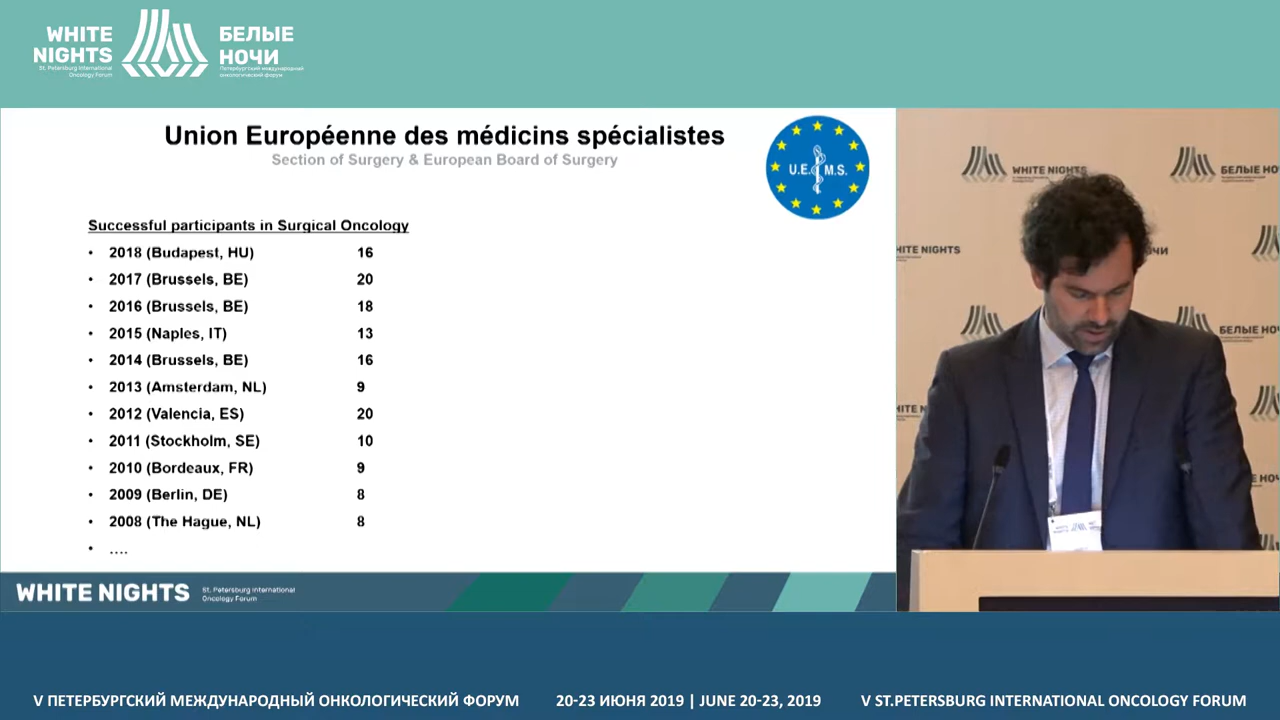 WHITE
NIGHTS
St. Petersburg International
Oncology Forum
БЕЛЫЕ
НОЧИ
Петербургский международный
онкологический форум
Union Européenne des médicins spécialistes
Section of Surgery & European Board of Surgery
U.E. M.S.
Successful participants in Surgical Oncology
• 2018 (Budapest, HU) 16
• 2017 (Brussels, BE) 20
• 2016 (Brussels, BE) 18
• 2015 (Naples, IT) 13
• 2014 (Brussels, BE) 16
• 2013 (Amsterdam, NL) 9
• 2012 (Valencia, ES) 20
• 2011 (Stockholm, SE) 10
• 2010 (Bordeaux, FR) 9
• 2009 (Berlin, DE) 8
• 2008 (The Hague, NL) 8
• ....
WHITE NIGHTS
St. Petersburg International
Oncology Forum
WHITE NIGHTS
БЕЛЫЕ НО
WHITE NIGHTS
НОЧИ
БЕЛЫЕ НОЧ
V ПЕТЕРБУРГСКИЙ МЕЖДУНАРОДНЫЙ ОНКОЛОГИЧЕСКИЙ ФОРУМ
20-23 ИЮНЯ 2019 | JUNE 20-23, 2019
V ST.PETERSBURG INTERNATIONAL ONCOLOGY FORUM